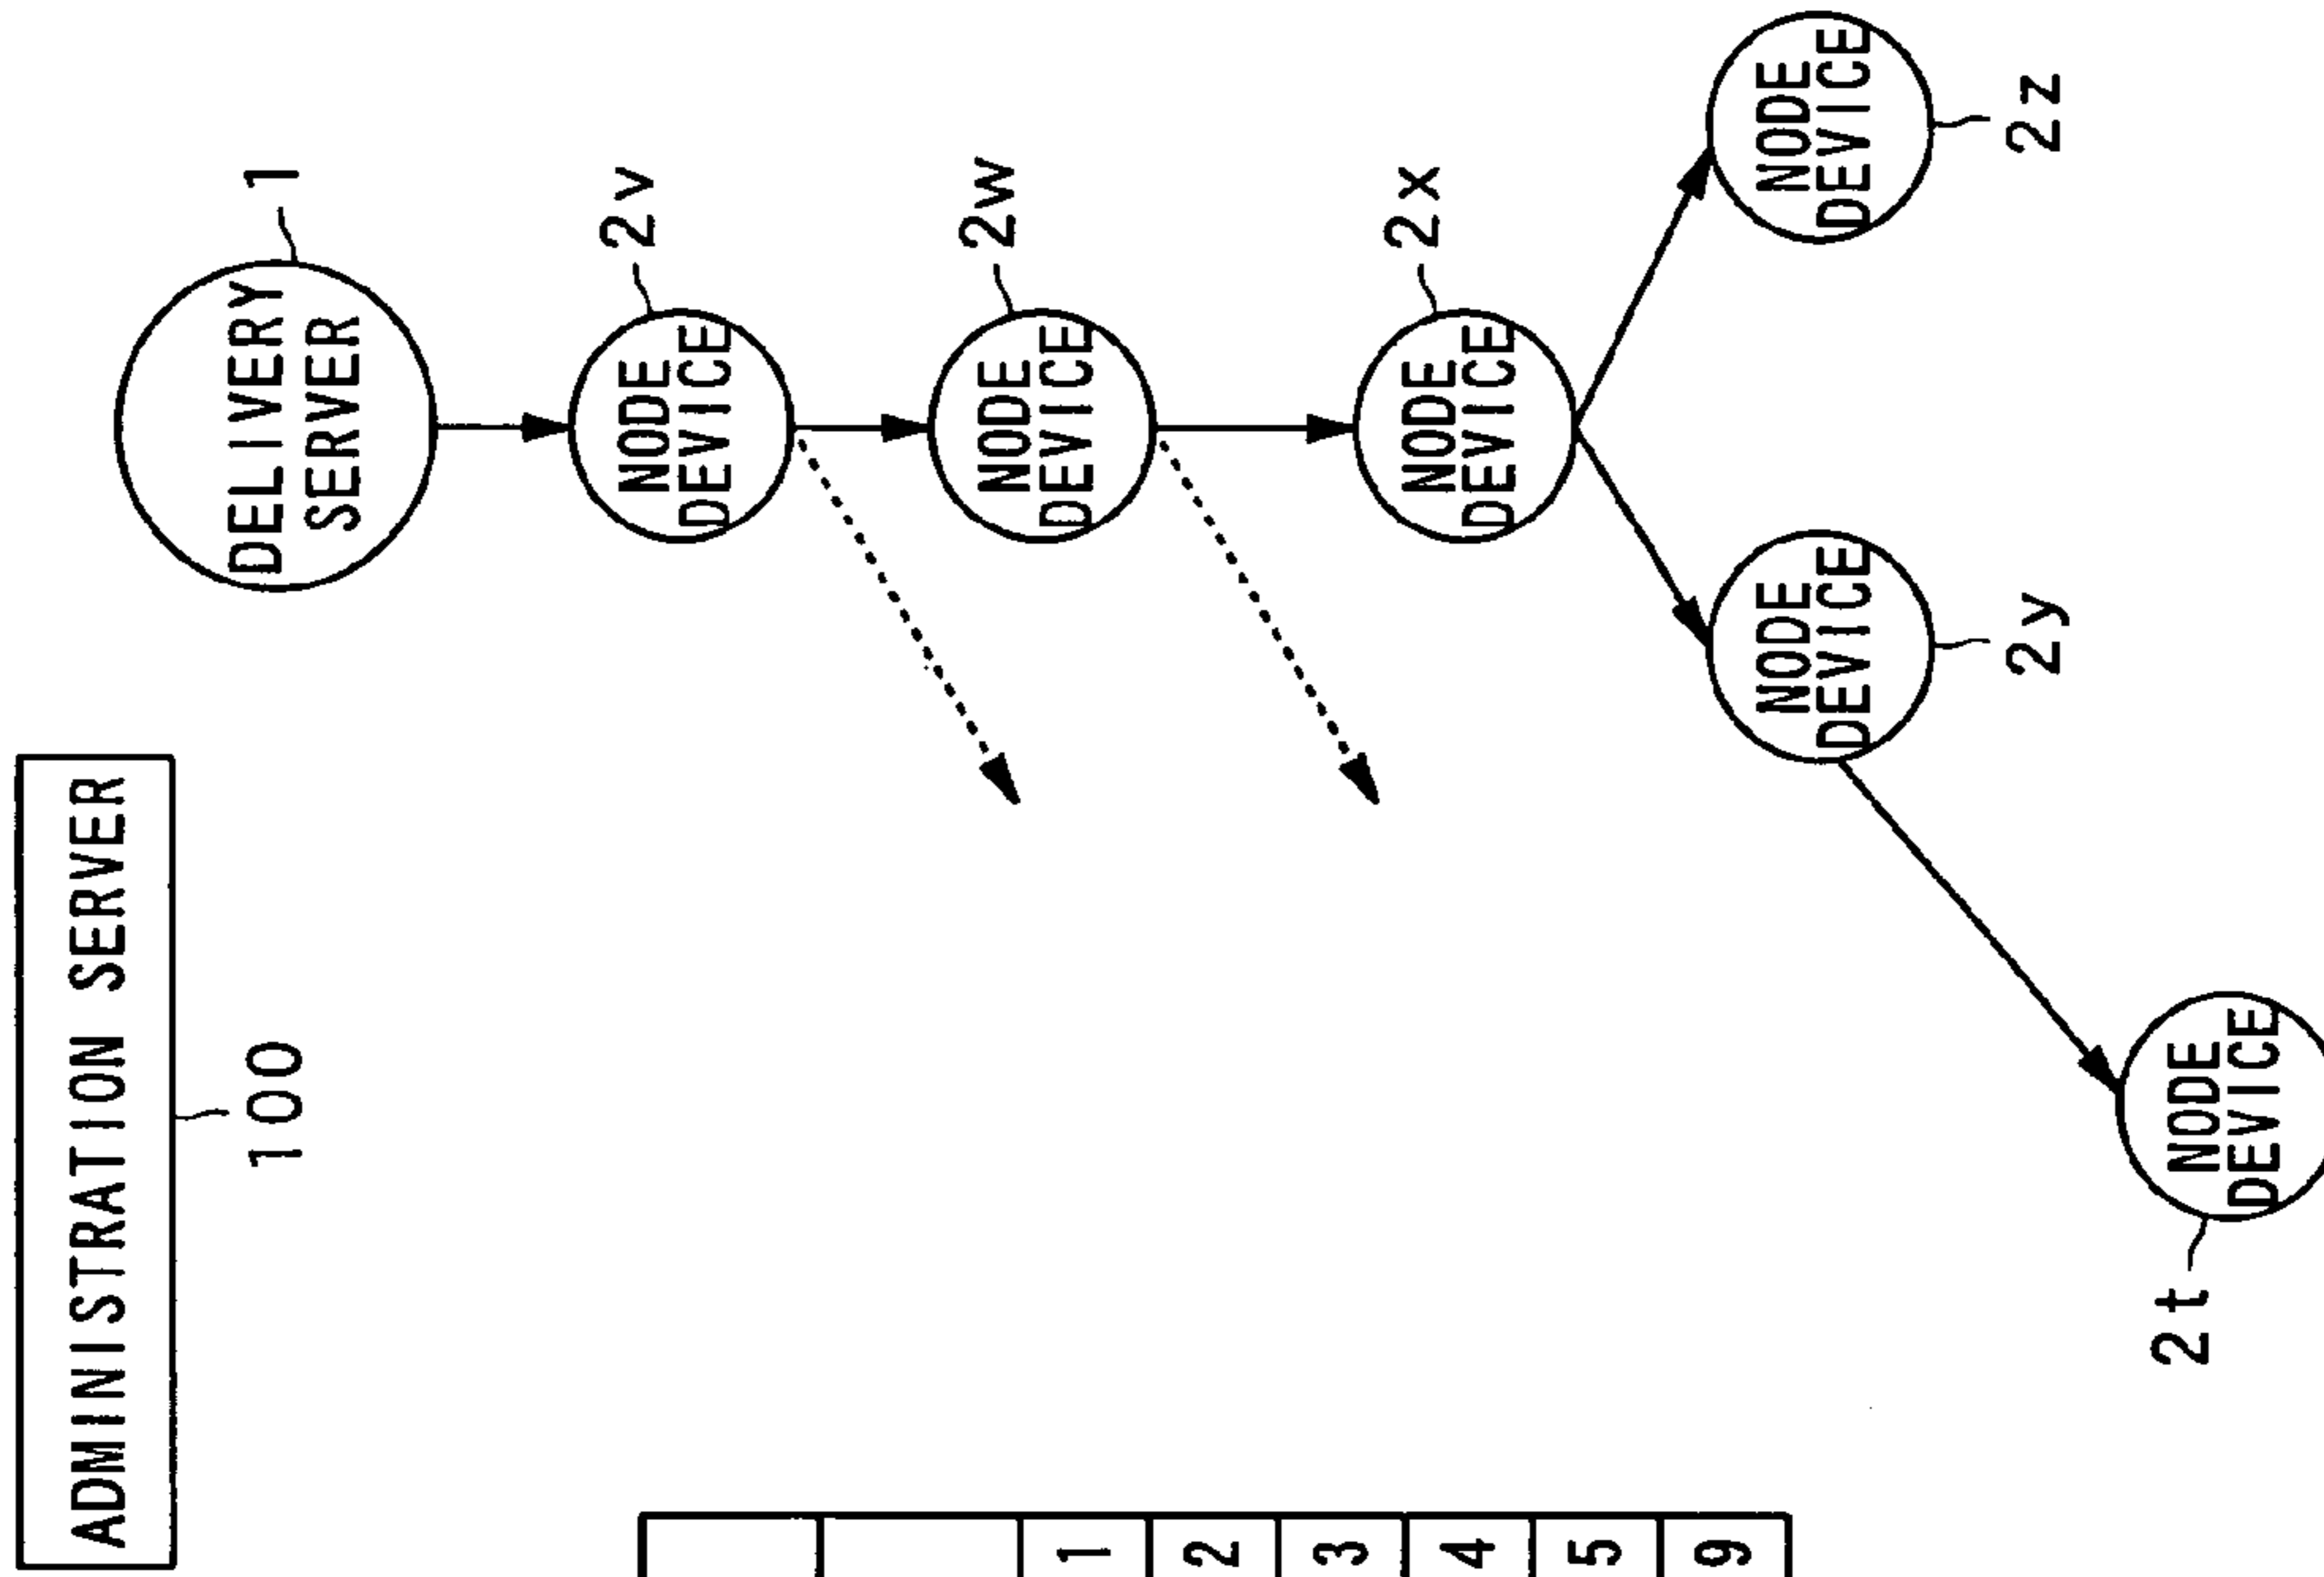 ADMINISTRATION SERVER
100
DELIVERY
SERVER
1
NODE
DEVICE
2v
NODE
DEVICE
2w
NODE
DEVICE
2x
NODE
DEVICE
2y
NODE
DEVICE
2z
NODE
DEVICE
2t
1
2
3
4
5
9